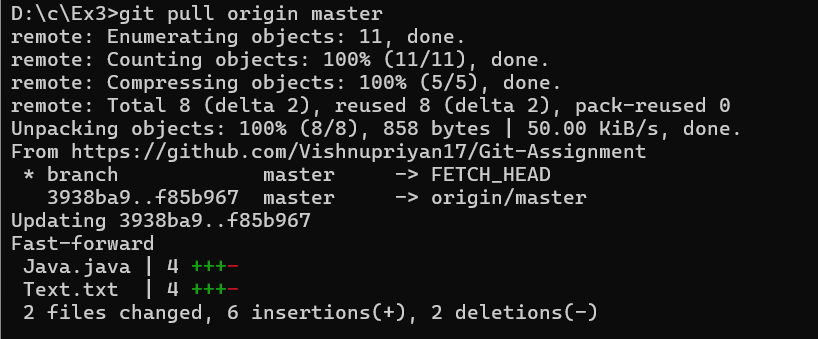 D:\c\Ex3>git pull origin master
remote: Enumerating objects: 11, done.
remote: Counting objects: 100% (11/11), done.
remote: Compressing objects: 100% (5/5), done.
remote: Total 8 (delta 2), reused 8 (delta 2), pack-reused 0
Unpacking objects: 100% (8/8), 858 bytes | 50.00 KiB/s, done.
From https://github.com/Vishnupriyan17/Git-Assignment
 * branch            master     -> FETCH_HEAD
   3938ba9..f85b967  master     -> origin/master
Updating 3938ba9..f85b967
Fast-forward
 Java.java | 4 +++-
 Text.txt  | 4 +++-
 2 files changed, 6 insertions(+), 2 deletions(-)